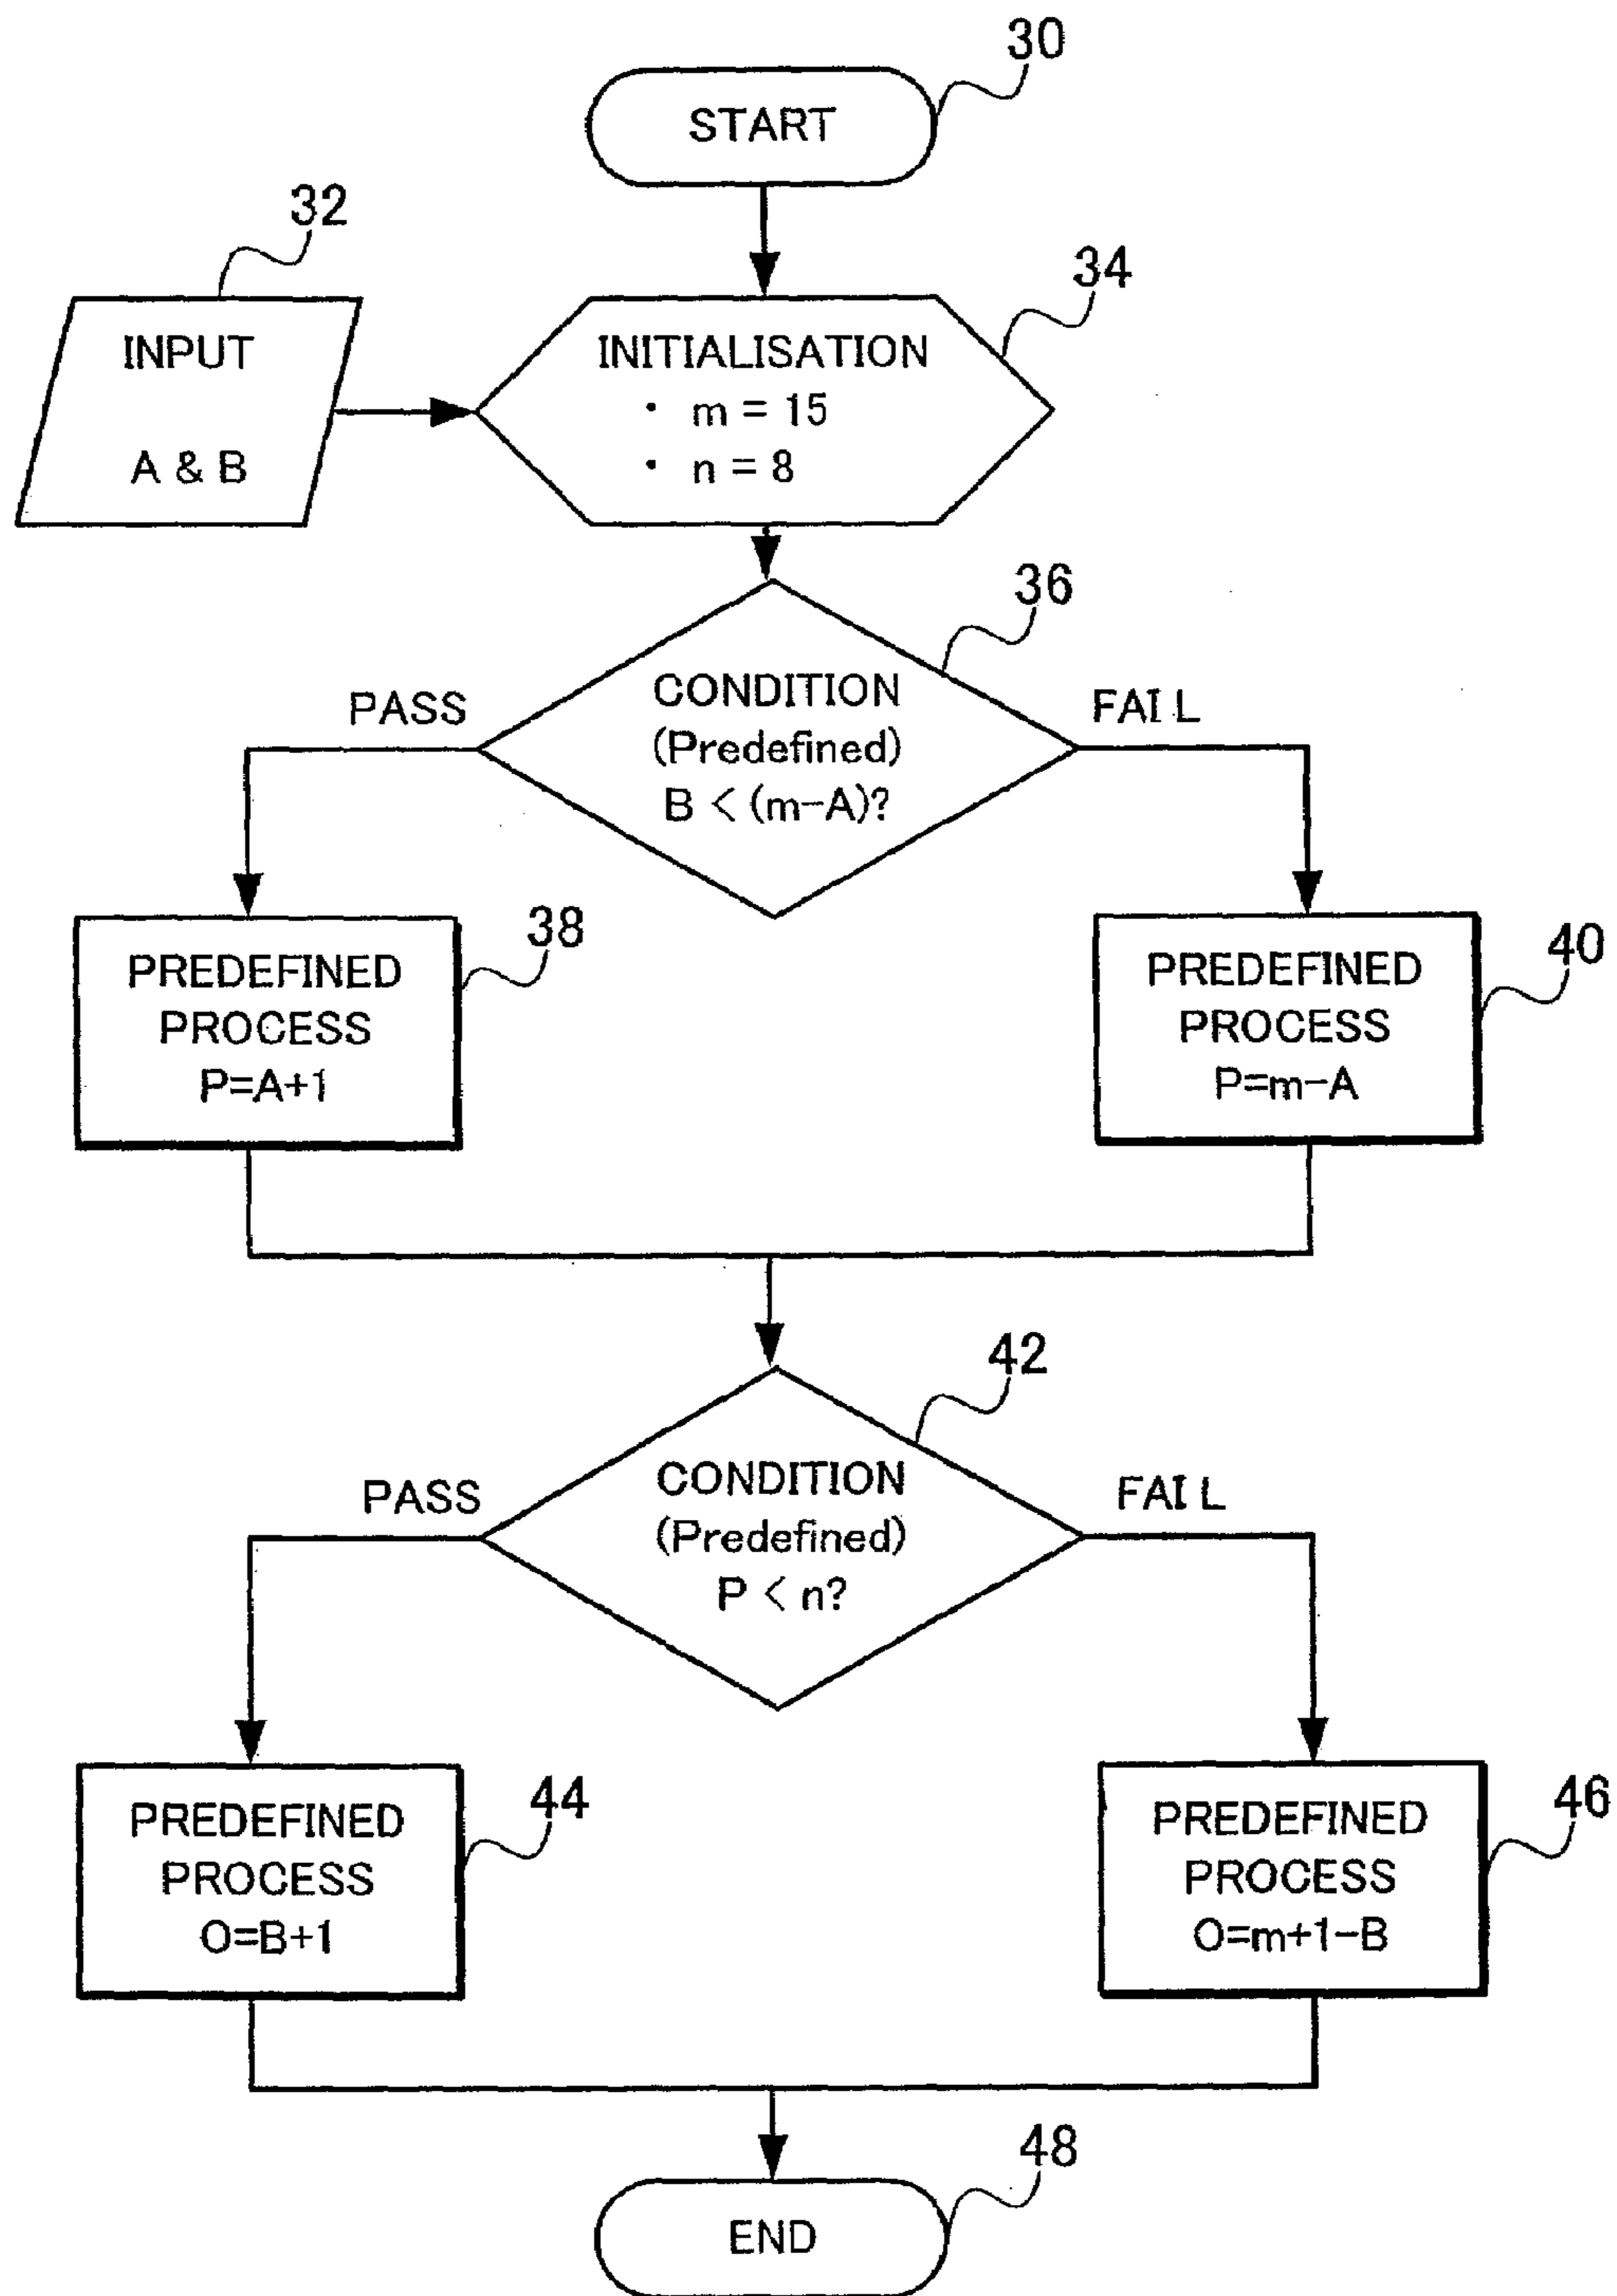 30
START
32
34
INPUT
A & B
INITIALISATION
・ m = 15
・ n = 8
36
PASS
CONDITION
(Predefined)
B < (m-A)?
FAIL
38
PREDEFINED
PROCESS
P=A+1
40
PREDEFINED
PROCESS
P=m-A
42
PASS
CONDITION
(Predefined)
P < n?
FAIL
44
PREDEFINED
PROCESS
O=B+1
46
PREDEFINED
PROCESS
O=m+1-B
48
END